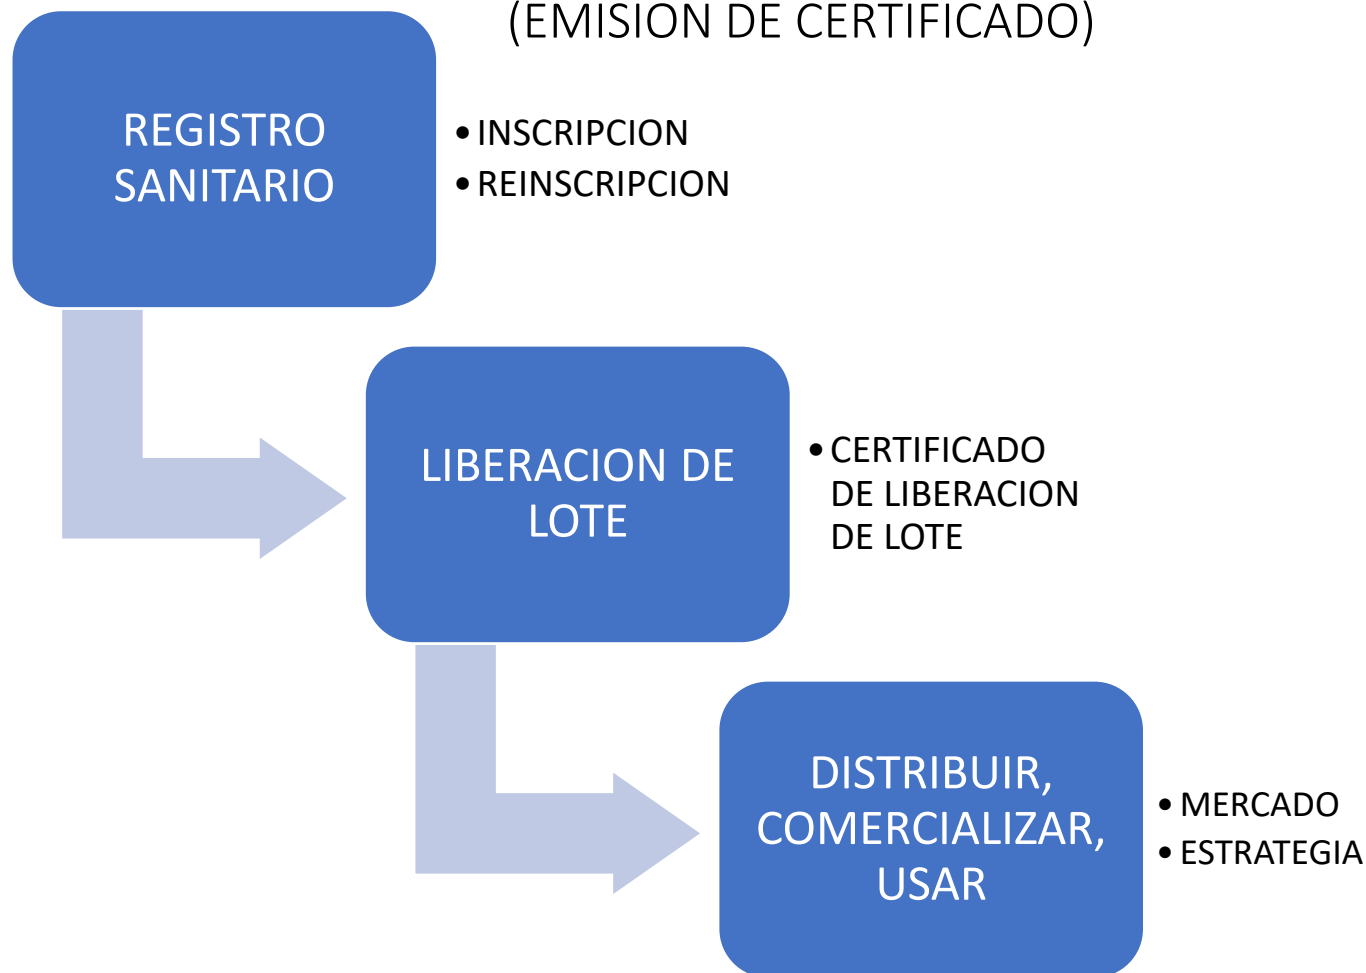 (EMISION DE CERTIFICADO)
REGISTRO
SANITARIO
• INSCRIPCION
• REINSCRIPCION
LIBERACION DE
LOTE
• CERTIFICADO
DE LIBERACION
DE LOTE
DISTRIBUIR,
COMERCIALIZAR,
USAR
• MERCADO
• ESTRATEGIA